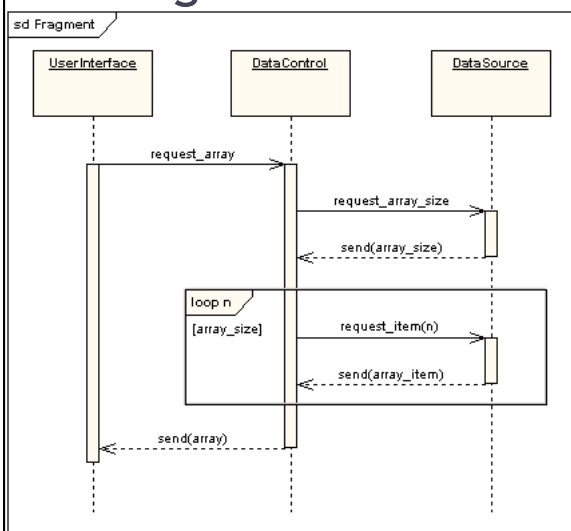 sd Fragment
UserInterface
DataControl
DataSource
request_array
request_array_size
send(array_size)
loop n
[array_size]
request_item(n)
send(array_item)
send(array)